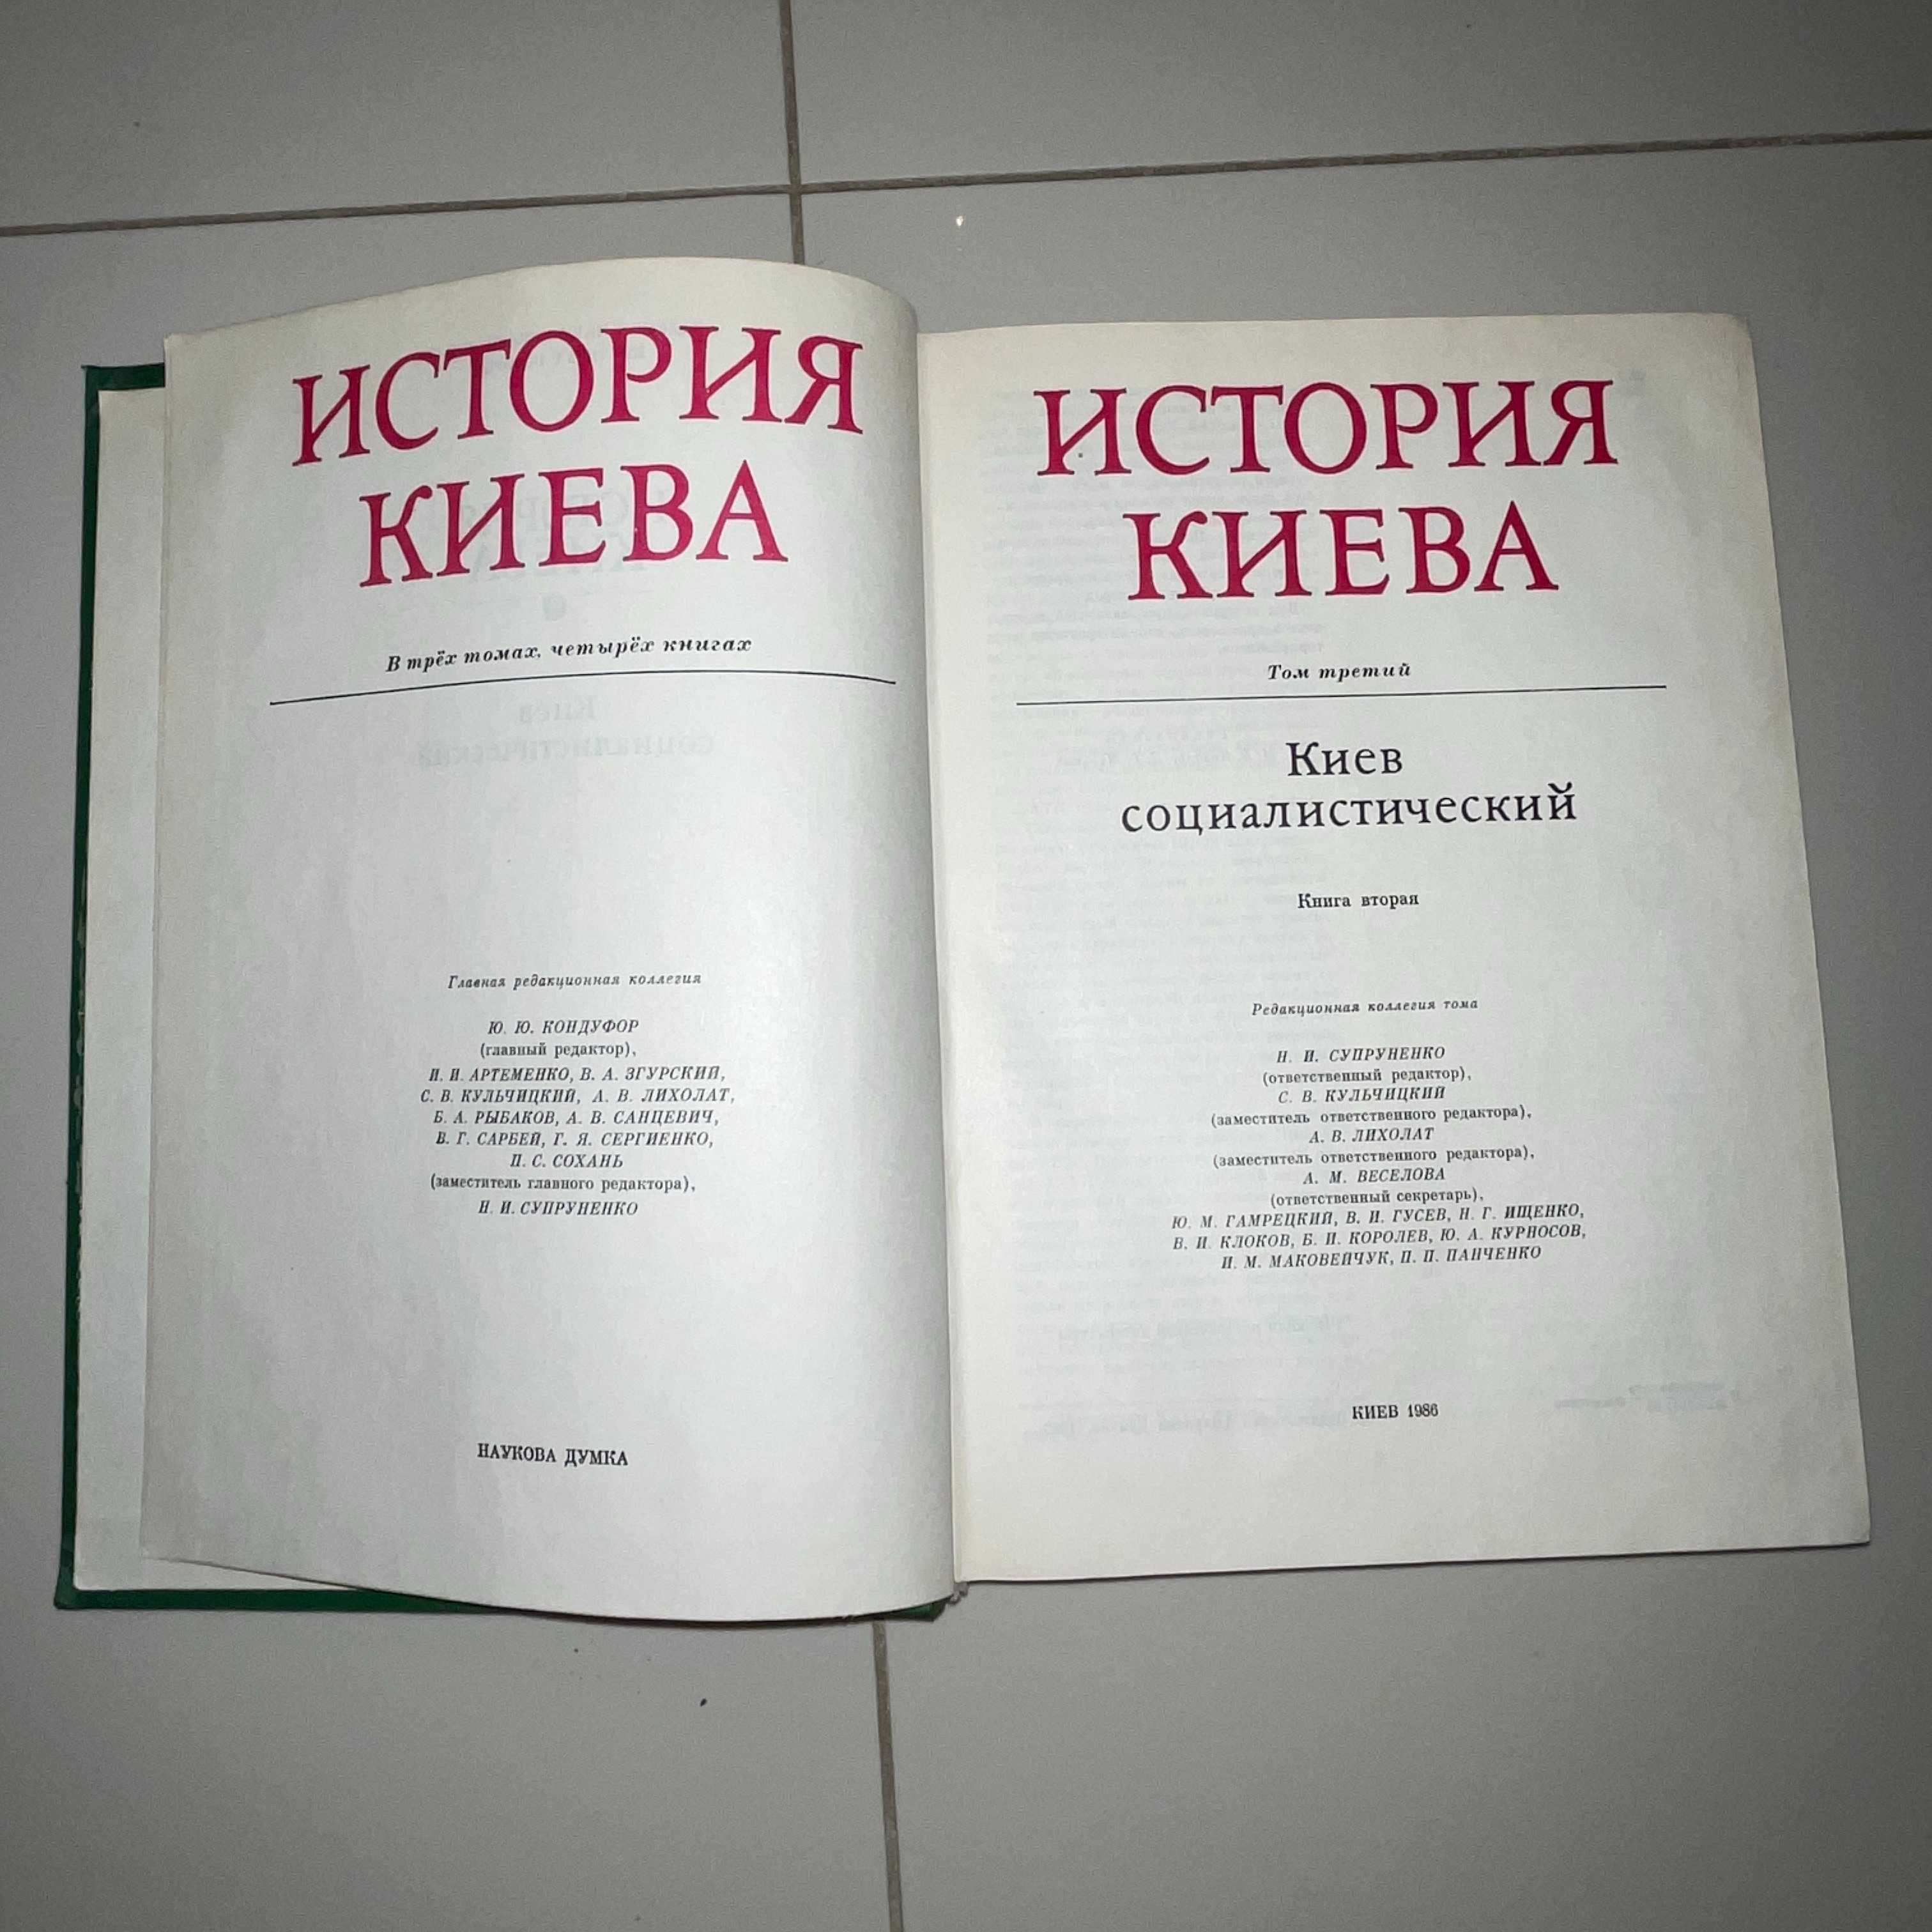 ИСТОРИЯ
КИЕВА
В трёх томах, четырёх книгах
Главная редакционная коллегия
Ю. Ю. КОНДУФОР
(главный редактор),
И. И. АРТЕМЕНКО, В. А. ЗГУРСКИЙ,
С. В. КУЛЬЧИЦКИЙ, А. В. ЛИХОЛАТ,
Б. А. РЫБАКОВ, А. В. САНЦЕВИЧ,
В. Г. САРБЕЙ, Г. Я. СЕРГИЕНКО,
П. С. СОХАНЬ
(заместитель главного редактора),
Н. И. СУПРУНЕНКО
НАУКОВА ДУМКА
ИСТОРИЯ
КИЕВА
Том третий
Киев
социалистический
Книга вторая
Редакционная коллегия тома
Н. И. СУПРУНЕНКО
(ответственный редактор),
С. В. КУЛЬЧИЦКИЙ
(заместитель ответственного редактора),
А. В. ЛИХОЛАТ
(заместитель ответственного редактора),
А. М. ВЕСЕЛОВА
(ответственный секретарь),
Ю. М. ГАМРЕЦКИЙ, В. И. ГУСЕВ, Н. Г. ИЩЕНКО,
В. И. КЛОКОВ, Б. И. КОРОЛЕВ, Ю. А. КУРНОСОВ,
И. М. МАКОВЕЙЧУК, П. П. ПАНЧЕНКО
КИЕВ 1986